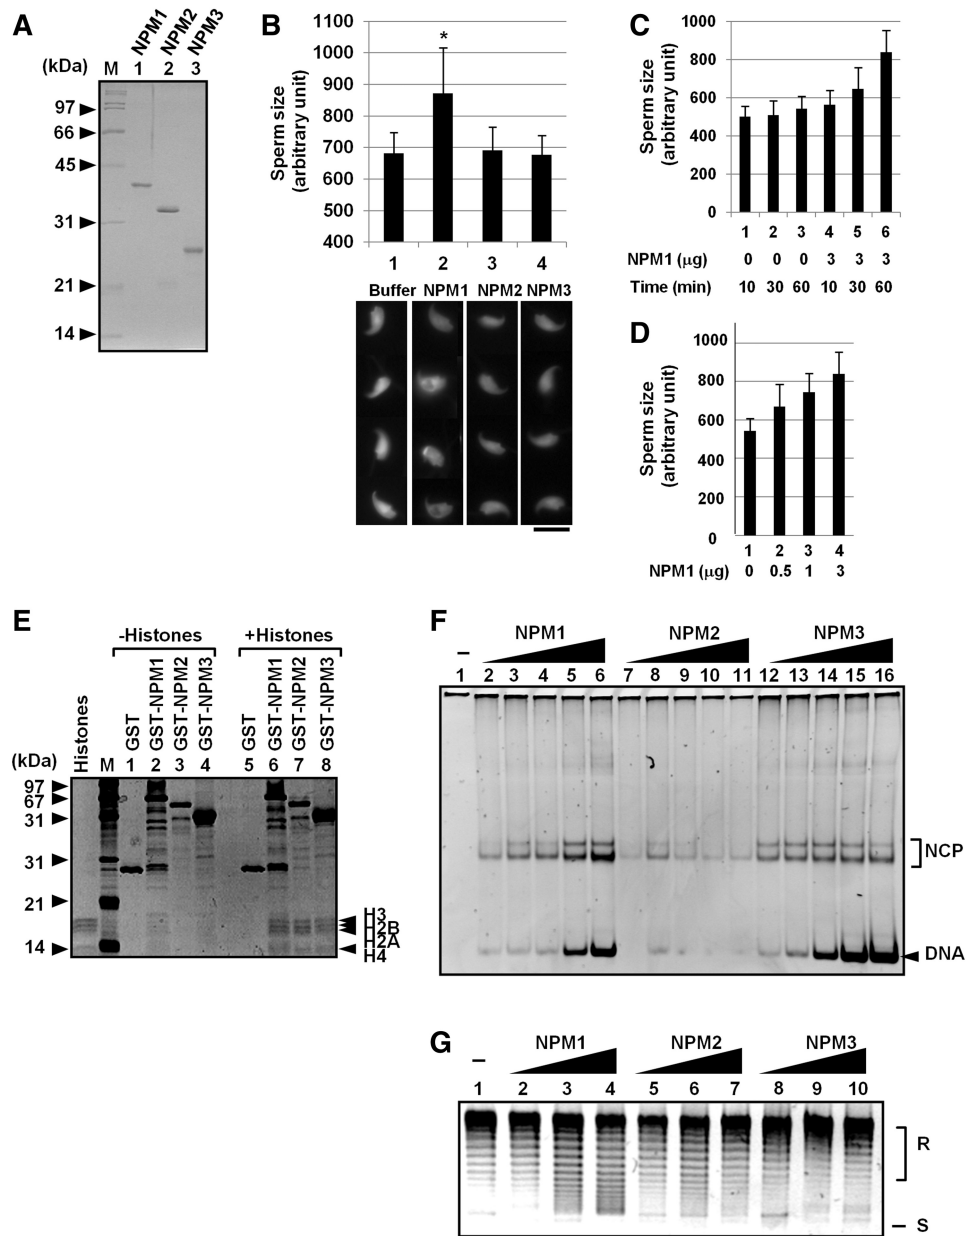 A
NPM1
NPM2
NPM3
(kDa)
M 1 2 3
97
66
45
31
21
14
B
Sperm size
(arbitrary unit)
1100
1000
900
800
700
600
500
400
*
1 2 3 4
Buffer NPM1 NPM2 NPM3
C
Sperm size
(arbitrary unit)
1000
800
600
400
200
0
1 2 3 4 5 6
NPM1 (μg) 0 0 0 3 3 3
Time (min) 10 30 60 10 30 60
D
Sperm size
(arbitrary unit)
1000
800
600
400
200
0
1 2 3 4
NPM1 (μg) 0 0.5 1 3
E
-Histones +Histones
Histones
GST
GST-NPM1
GST-NPM2
GST-NPM3
GST
GST-NPM1
GST-NPM2
GST-NPM3
(kDa)
M 1 2 3 4 5 6 7 8
97
67
31
31
21
14
H3
H2B
H2A
H4
F
NPM1 NPM2 NPM3
–
1 2 3 4 5 6 7 8 9 10 11 12 13 14 15 16
NCP
DNA
G
NPM1 NPM2 NPM3
–
1 2 3 4 5 6 7 8 9 10
R
S